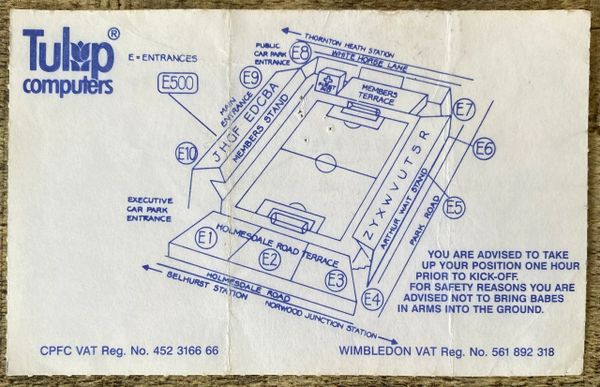 Tulip®
computers
E = ENTRANCES
E500
PUBLIC
CAR PARK
ENTRANCE
E8
THORNTON HEATH STATION
WHITE HORSE LANE
E9
MAIN
ENTRANCE
J H G F E D C B A
MEMBERS STAND
MEMBERS
TERRACE
E7
E6
E10
Z Y X W V U T S R
ARTHUR WAIT STAND
E5
PARK ROAD
EXECUTIVE
CAR PARK
ENTRANCE
HOLMESDALE ROAD TERRACE
E1
E2
E3
E4
HOLMESDALE ROAD
SELHURST STATION
NORWOOD JUNCTION STATION
YOU ARE ADVISED TO TAKE
UP YOUR POSITION ONE HOUR
PRIOR TO KICK-OFF.
FOR SAFETY REASONS YOU ARE
ADVISED NOT TO BRING BABES
IN ARMS INTO THE GROUND.
CPFC VAT Reg. No. 452 3166 66
WIMBLEDON VAT Reg. No. 561 892 318